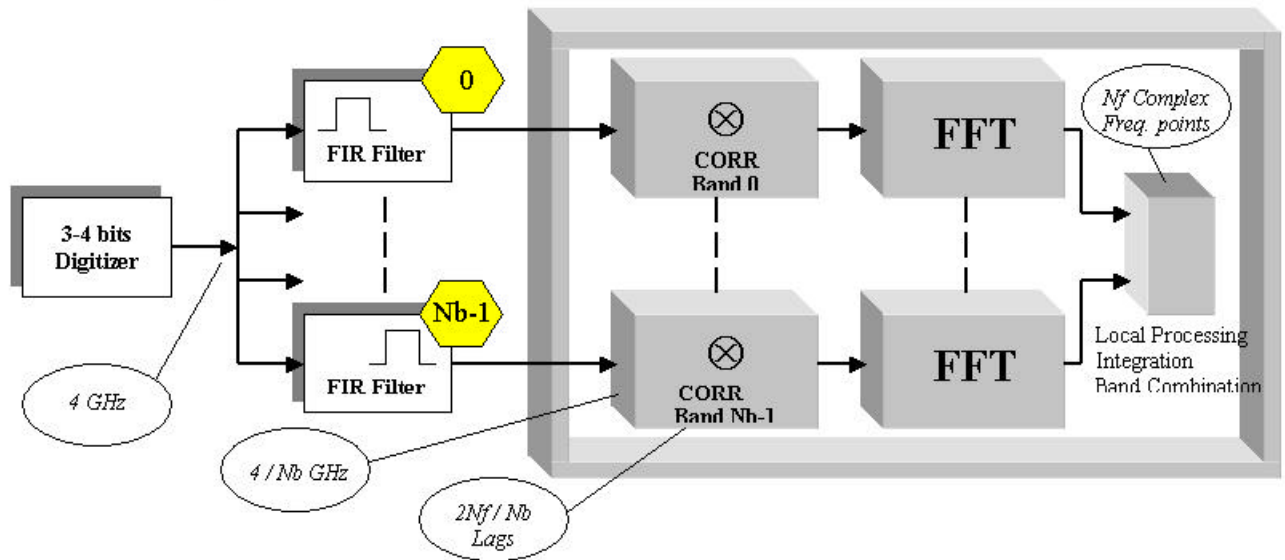 0
FIR Filter
CORR
Band 0
FFT
Nf Complex
Freq. points
3-4 bits
Digitizer
Nb-1
FIR Filter
CORR
Band Nb-1
FFT
Local Processing
Integration
Band Combination
4 GHz
4 / Nb GHz
2Nf / Nb
Lags